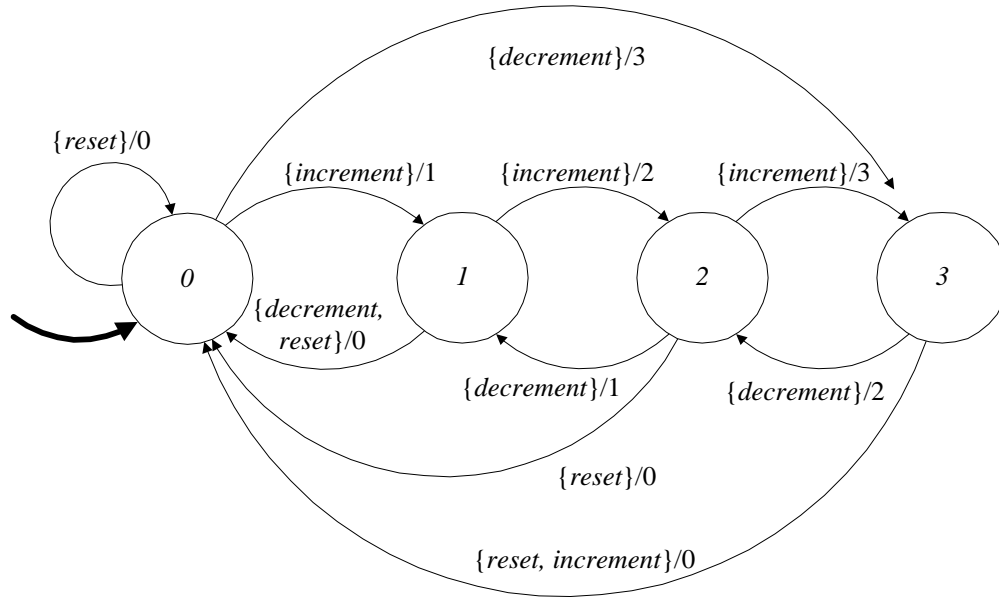 {decrement}/3
{reset}/0
{increment}/1
{increment}/2
{increment}/3
0
1
2
3
{decrement,
reset}/0
{decrement}/1
{decrement}/2
{reset}/0
{reset, increment}/0